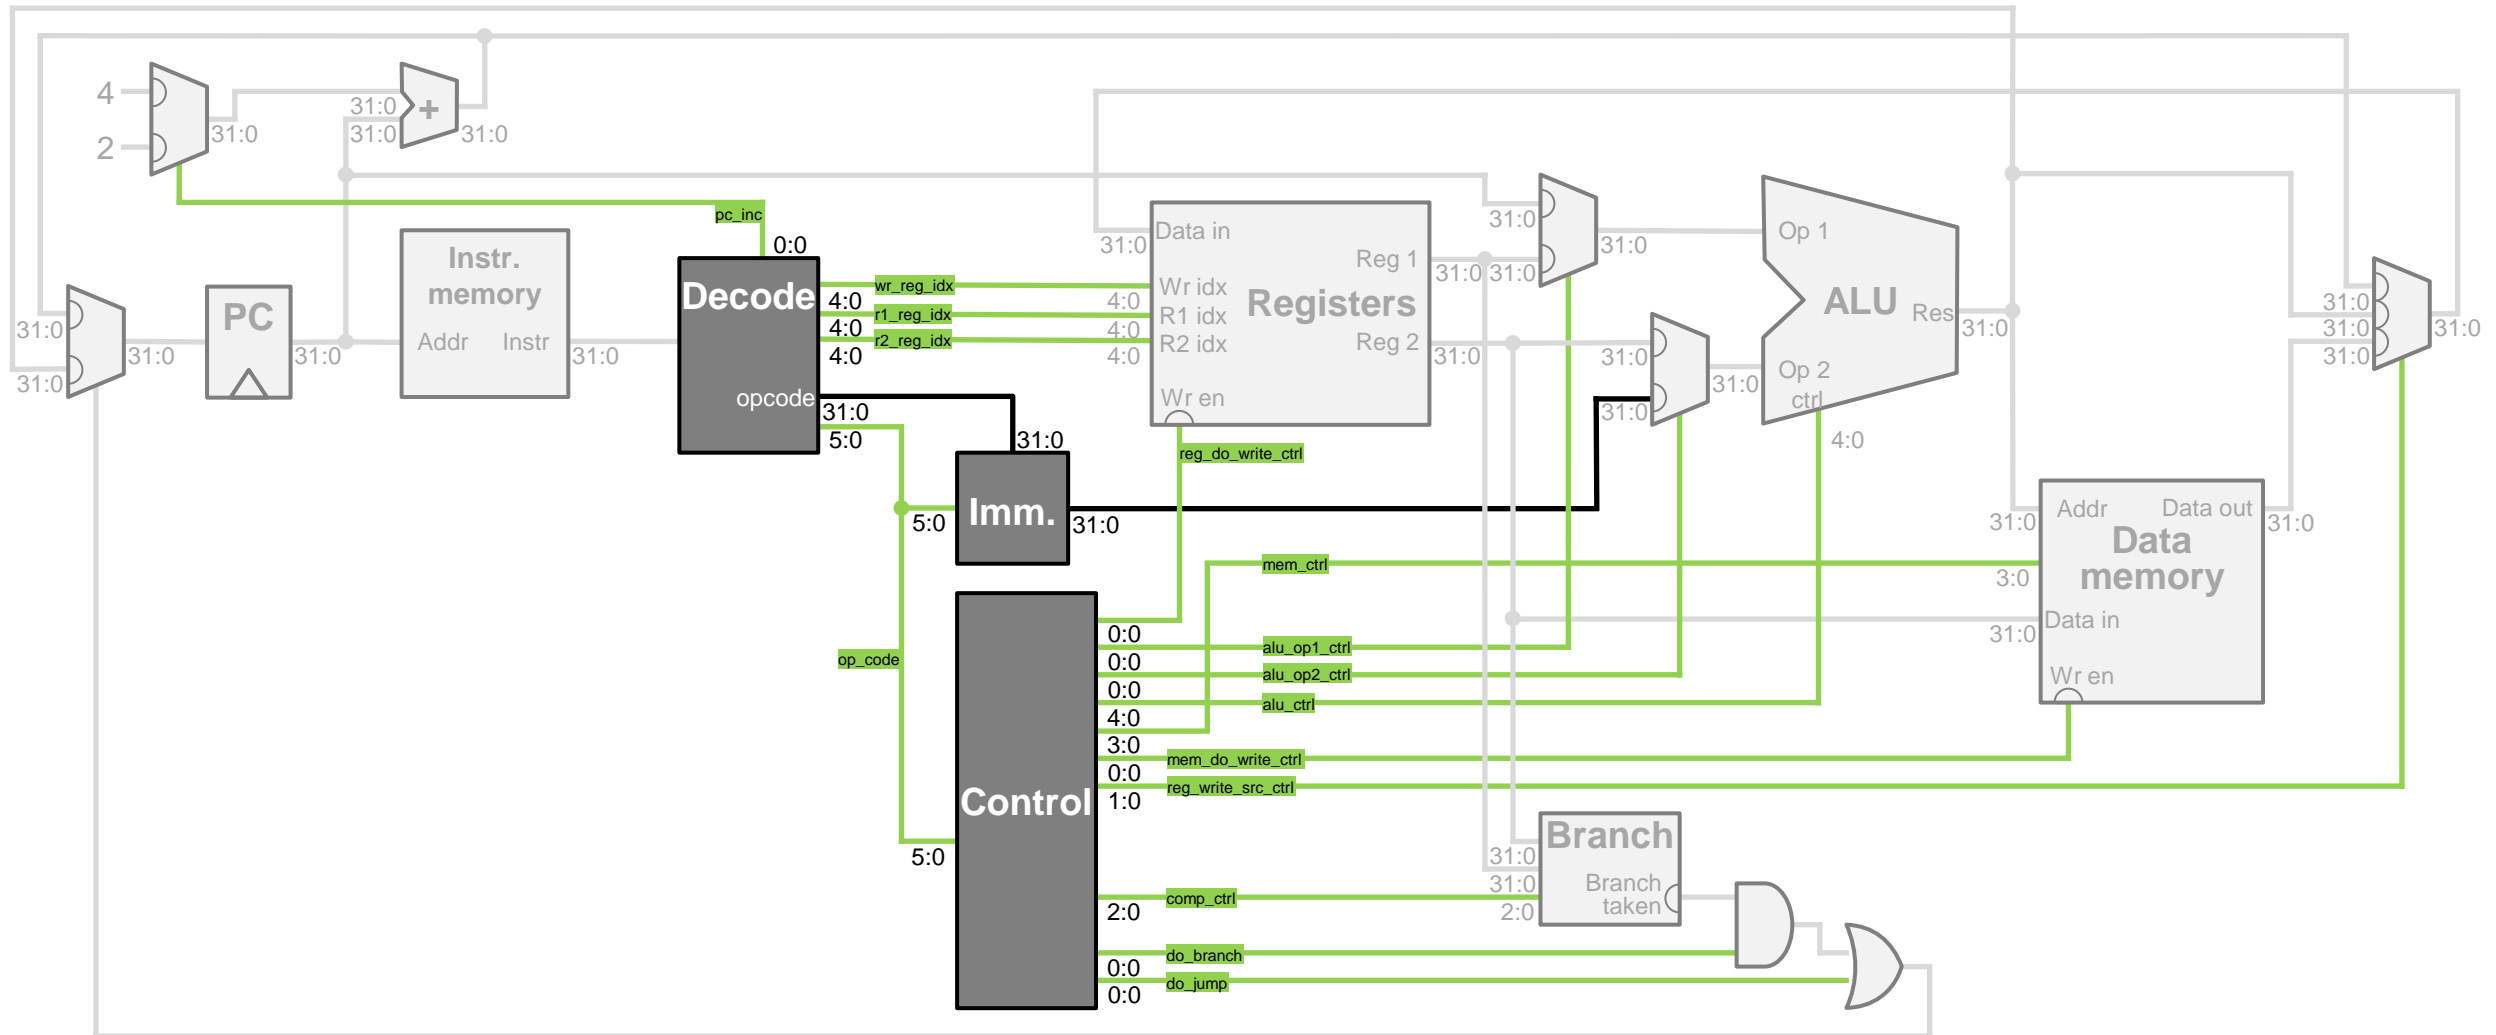 4
31:0
+
31:0
31:0
31:0
2
pc_inc
0:0
31:0
31:0
31:0
PC
31:0
Instr.
memory
Addr
Instr
31:0
Decode
opcode
4:0
4:0
4:0
31:0
5:0
wr_reg_idx
r1_reg_idx
r2_reg_idx
31:0
Data in
4:0
Wr idx
4:0
R1 idx
4:0
R2 idx
Registers
Reg 1
Reg 2
Wr en
31:0
31:0
31:0
31:0
31:0
31:0
31:0
31:0
Op 1
ALU
Res
31:0
Op 2
ctrl
4:0
31:0
31:0
31:0
31:0
31:0
5:0
Imm.
31:0
reg_do_write_ctrl
31:0
Addr
Data out
31:0
Data
memory
3:0
31:0
Data in
Wr en
op_code
5:0
Control
0:0
0:0
0:0
4:0
3:0
0:0
1:0
2:0
0:0
0:0
mem_ctrl
alu_op1_ctrl
alu_op2_ctrl
alu_ctrl
mem_do_write_ctrl
reg_write_src_ctrl
comp_ctrl
do_branch
do_jump
31:0
31:0
2:0
Branch
Branch
taken